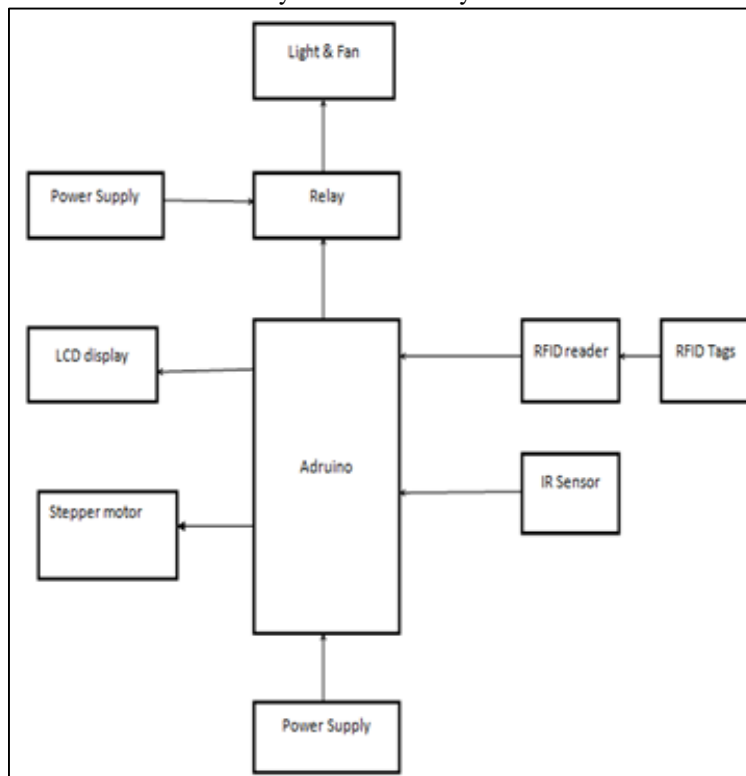 Light & Fan
Power Supply
Relay
LCD display
RFID reader
RFID Tags
Adruino
IR Sensor
Stepper motor
Power Supply